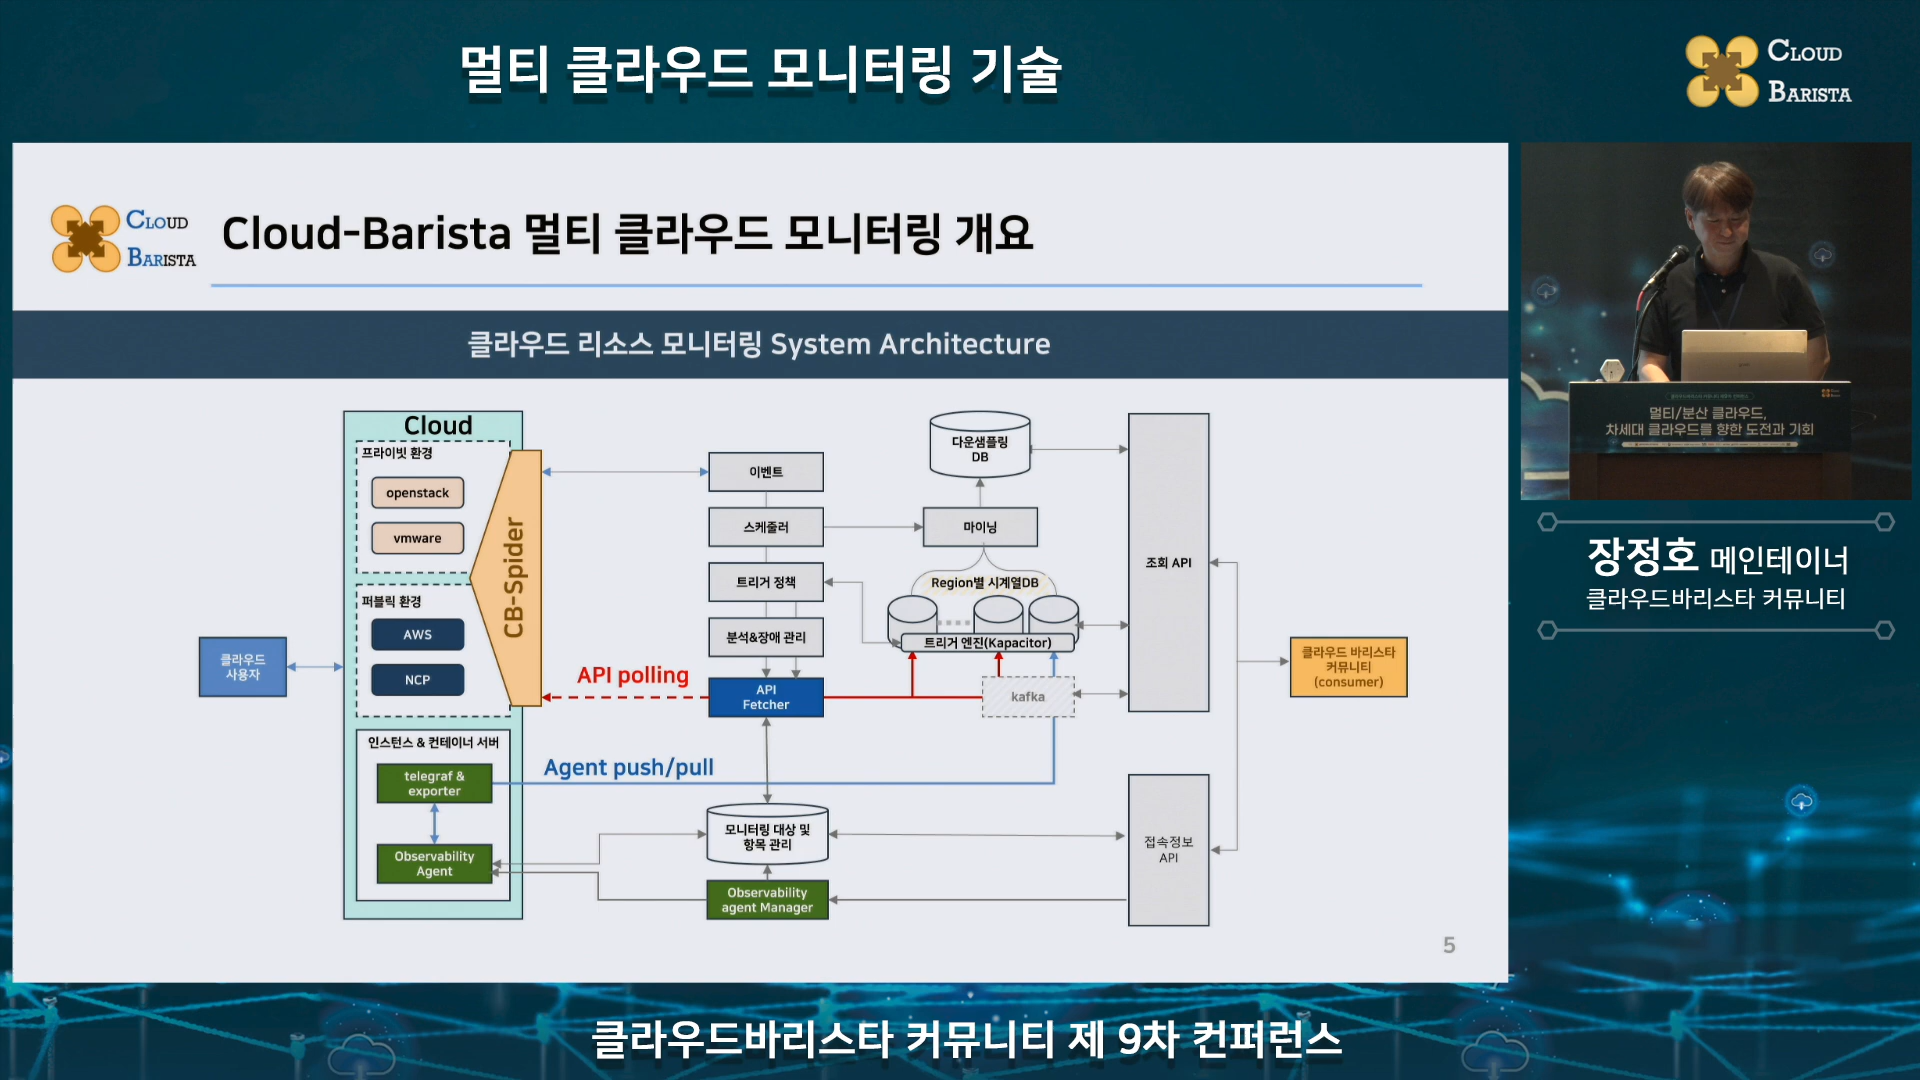 멀티 클라우드 모니터링 기술
CLOUD
BARISTA
CLOUD
BARISTA
Cloud-Barista 멀티 클라우드 모니터링 개요
클라우드 리소스 모니터링 System Architecture
Cloud
프라이빗 환경
openstack
vmware
퍼블릭 환경
AWS
NCP
CB-Spider
클라우드
사용자
인스턴스 & 컨테이너 서버
telegraf &
exporter
Observability
Agent
이벤트
스케줄러
트리거 정책
분석&장애 관리
API polling
API
Fetcher
Agent push/pull
모니터링 대상 및
항목 관리
Observability
agent Manager
다운샘플링
DB
마이닝
Region별 시계열DB
트리거 엔진(Kapacitor)
kafka
조회 API
접속정보
API
클라우드 바리스타
커뮤니티
(consumer)
5
멀티/분산 클라우드,
차세대 클라우드를 향한 도전과 기회
장정호 메인테이너
클라우드바리스타 커뮤니티
클라우드바리스타 커뮤니티 제 9차 컨퍼런스